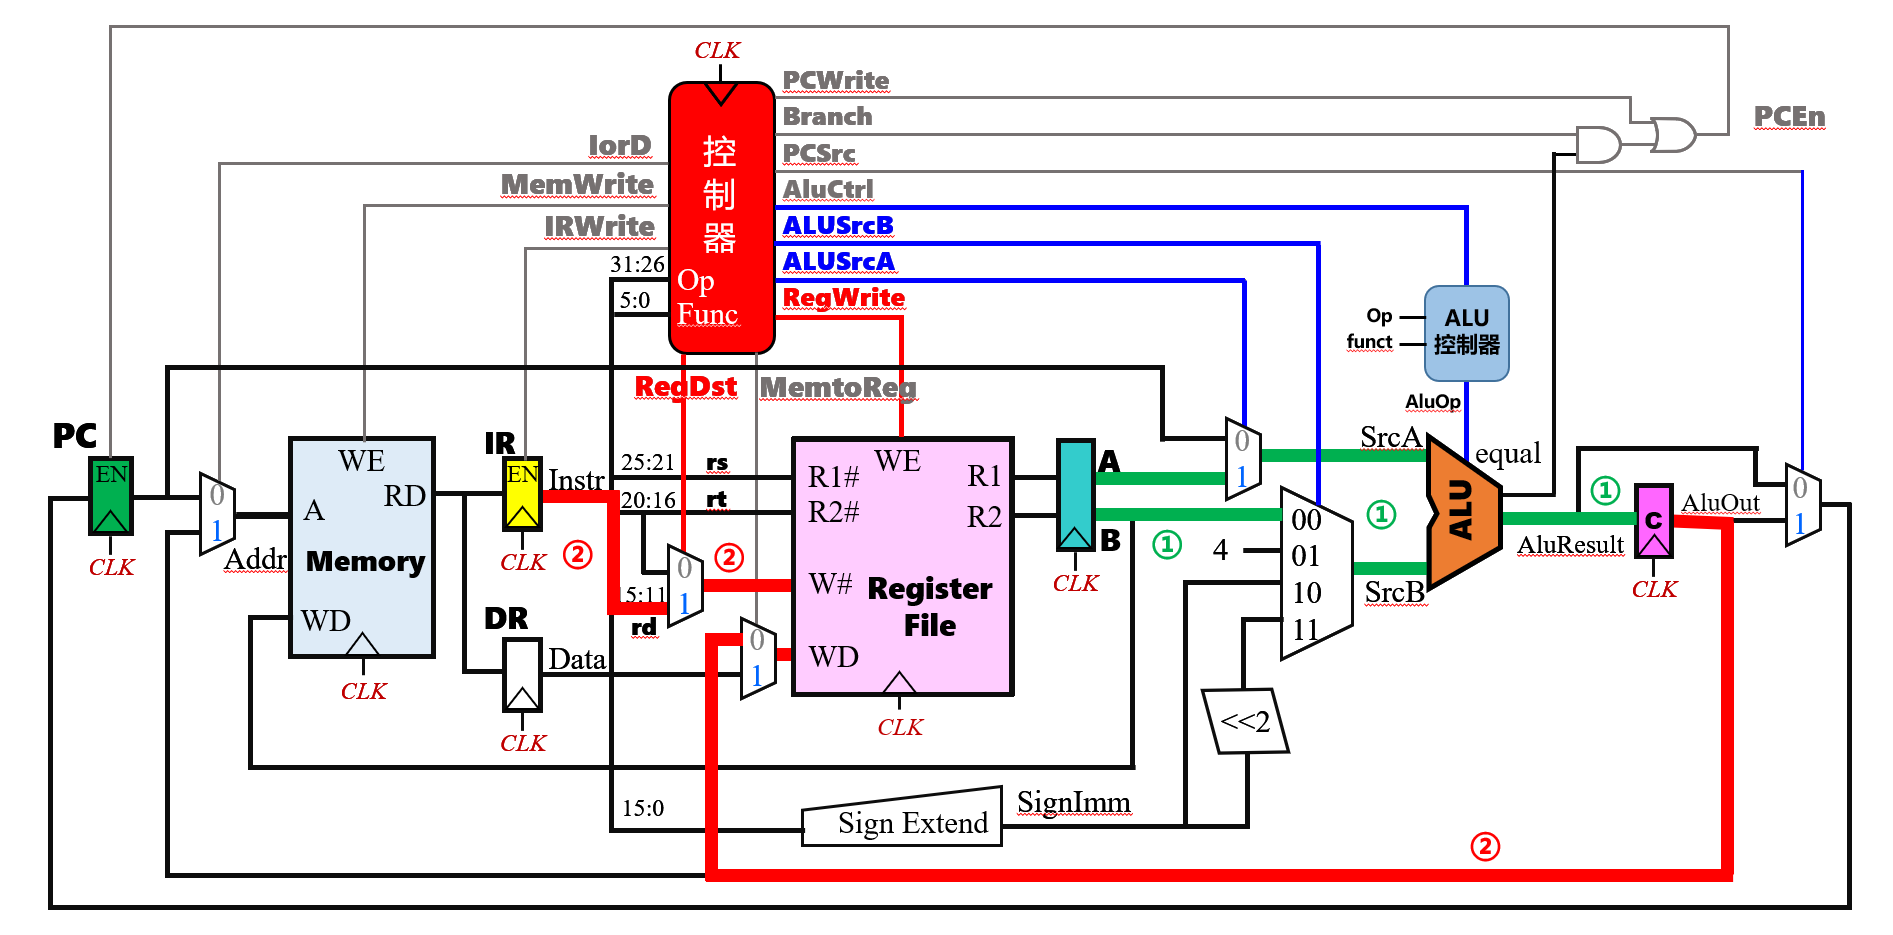 CLK
PCWrite
Branch
PCEn
IorD
控
制
器
PCSrc
MemWrite
AluCtrl
IRWrite
ALUSrcB
31:26
Op
ALUSrcA
5:0
Func
RegWrite
Op
ALU
funct
控制器
RegDst
MemtoReg
AluOp
PC
IR
EN
EN
WE
RD
A
Memory
WD
CLK
CLK
CLK
Instr
25:21
rs
20:16
rt
②
②
0
1
Addr
0
1
15:11
rd
DR
Data
CLK
0
1
WE
R1#
R2#
W#
WD
R1
R2
Register
File
CLK
A
B
CLK
①
0
1
4
00
01
10
11
①
SrcA
SrcB
ALU
equal
①
AluResult
C
CLK
AluOut
0
1
<<2
15:0
Sign Extend
SignImm
②